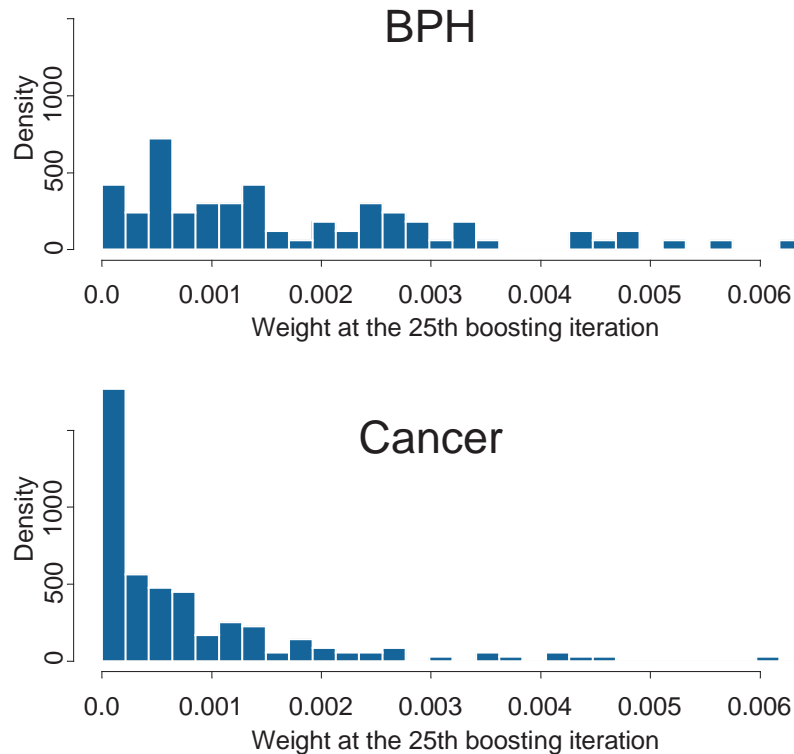 BPH
Density
0 500 1000
0.0 0.001 0.002 0.003 0.004 0.005 0.006
Weight at the 25th boosting iteration
Cancer
Density
0 500 1000
0.0 0.001 0.002 0.003 0.004 0.005 0.006
Weight at the 25th boosting iteration